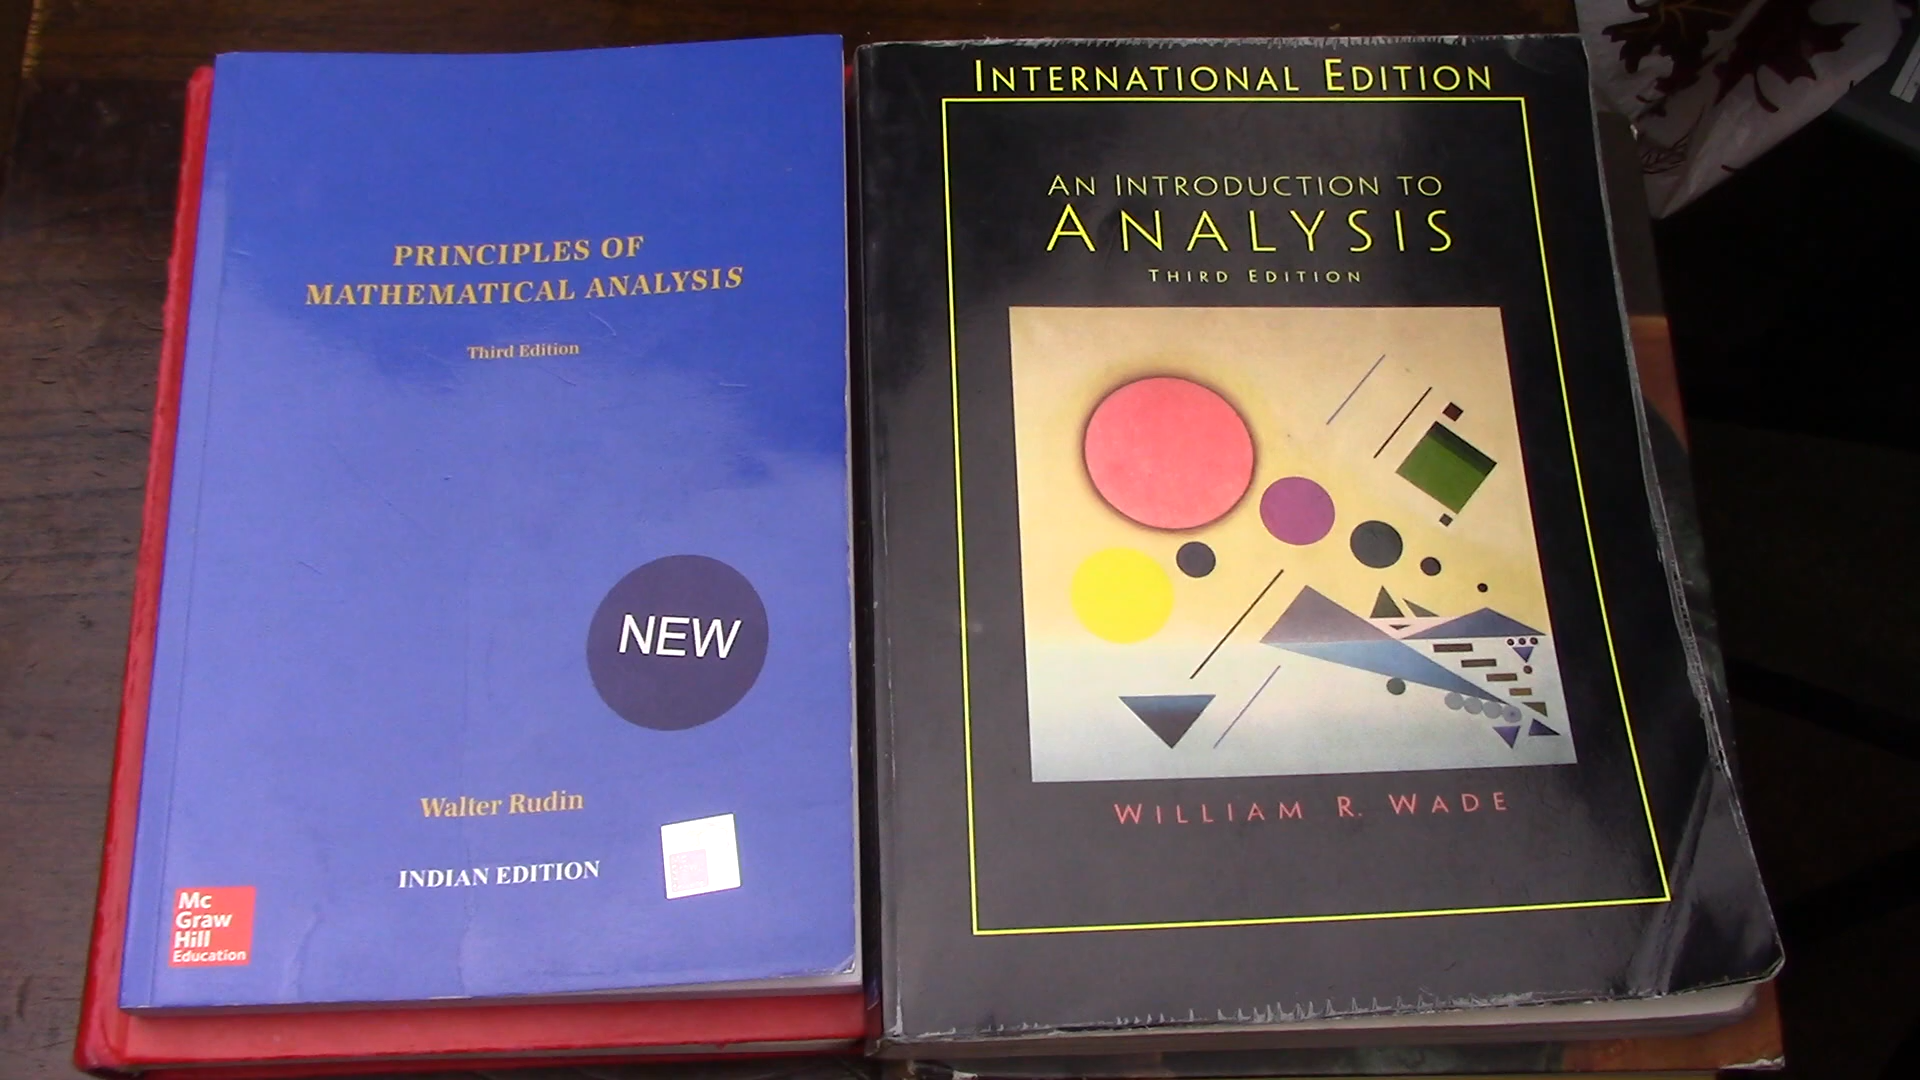 PRINCIPLES OF
MATHEMATICAL ANALYSIS
Third Edition
NEW
Walter Rudin
INDIAN EDITION
Mc
Graw
Hill
Education
INTERNATIONAL EDITION
AN INTRODUCTION TO
ANALYSIS
THIRD EDITION
WILLIAM R. WADE